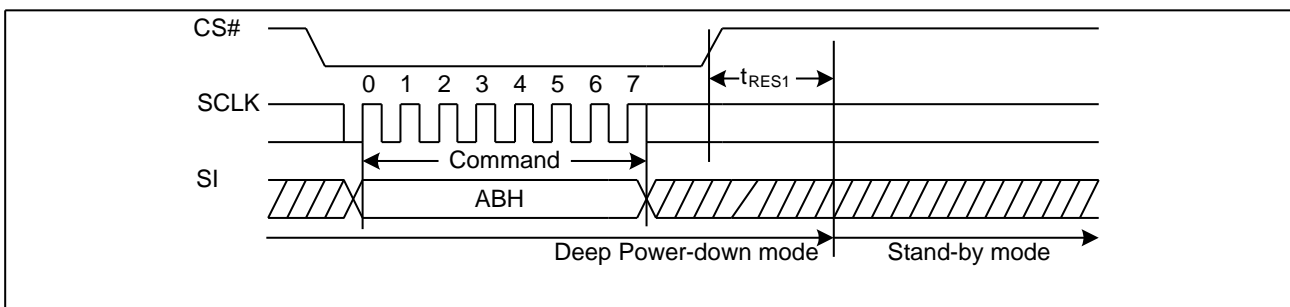 CS#
tRES1
0 1 2 3 4 5 6 7
SCLK
Command
SI
ABH
Deep Power-down mode Stand-by mode